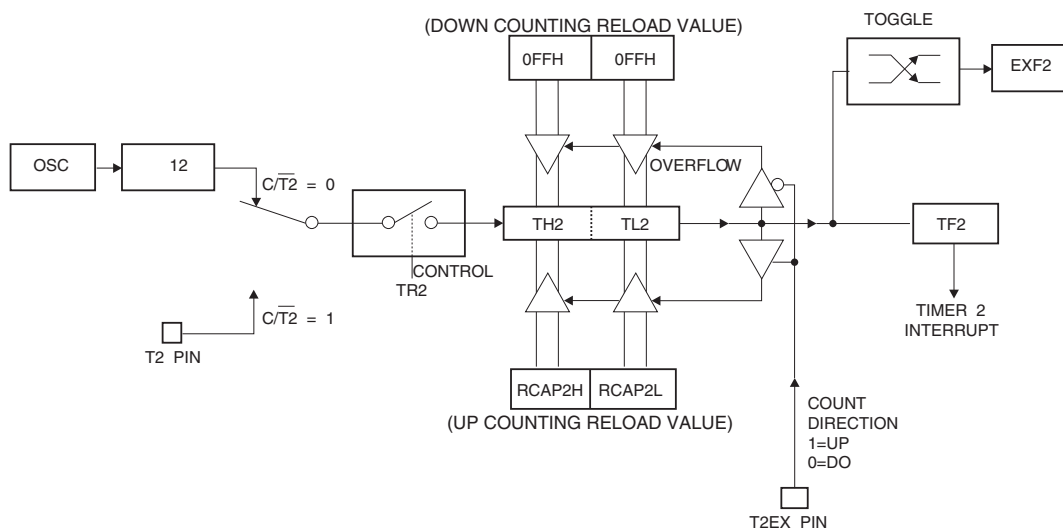 TOGGLE
(DOWN COUNTING RELOAD VALUE)
0FFH 0FFH
EXF2
OVERFLOW
OSC
12
C/T2 = 0
TH2 TL2
TF2
CONTROL
TR2
C/T2 = 1
T2 PIN
TIMER 2
INTERRUPT
RCAP2H RCAP2L
(UP COUNTING RELOAD VALUE)
COUNT
DIRECTION
1=UP
0=DO
T2EX PIN